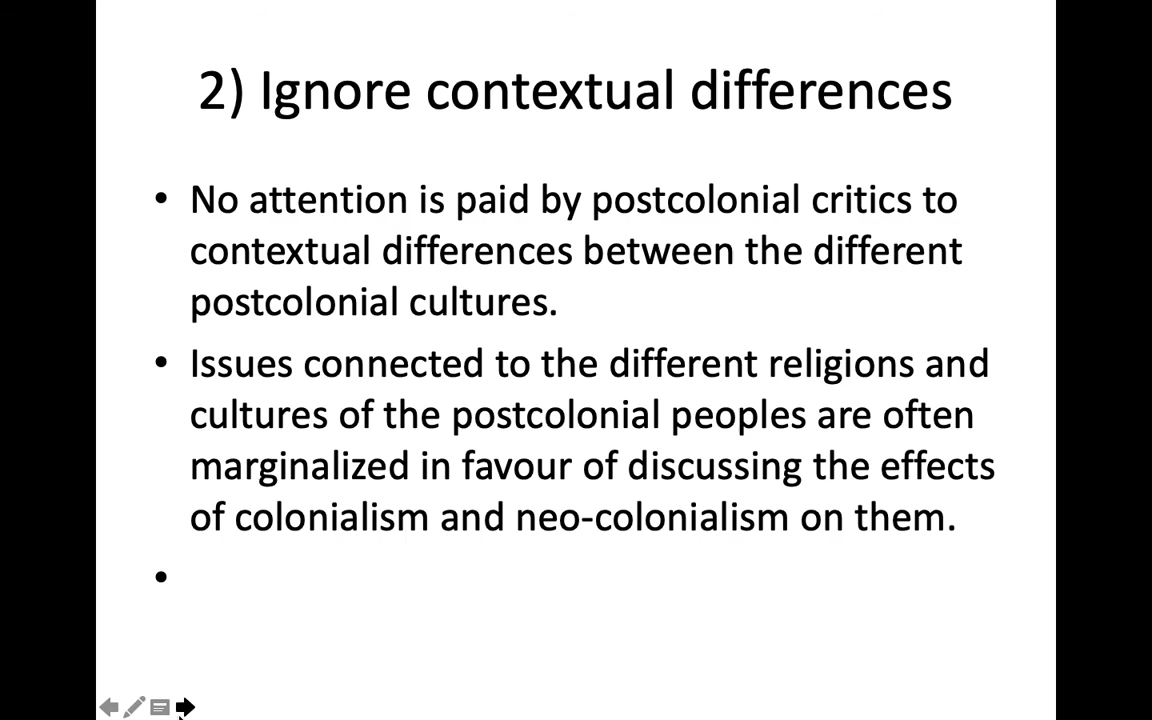 2) Ignore contextual differences
• No attention is paid by postcolonial critics to
contextual differences between the different
postcolonial cultures.
• Issues connected to the different religions and
cultures of the postcolonial peoples are often
marginalized in favour of discussing the effects
of colonialism and neo-colonialism on them.
•